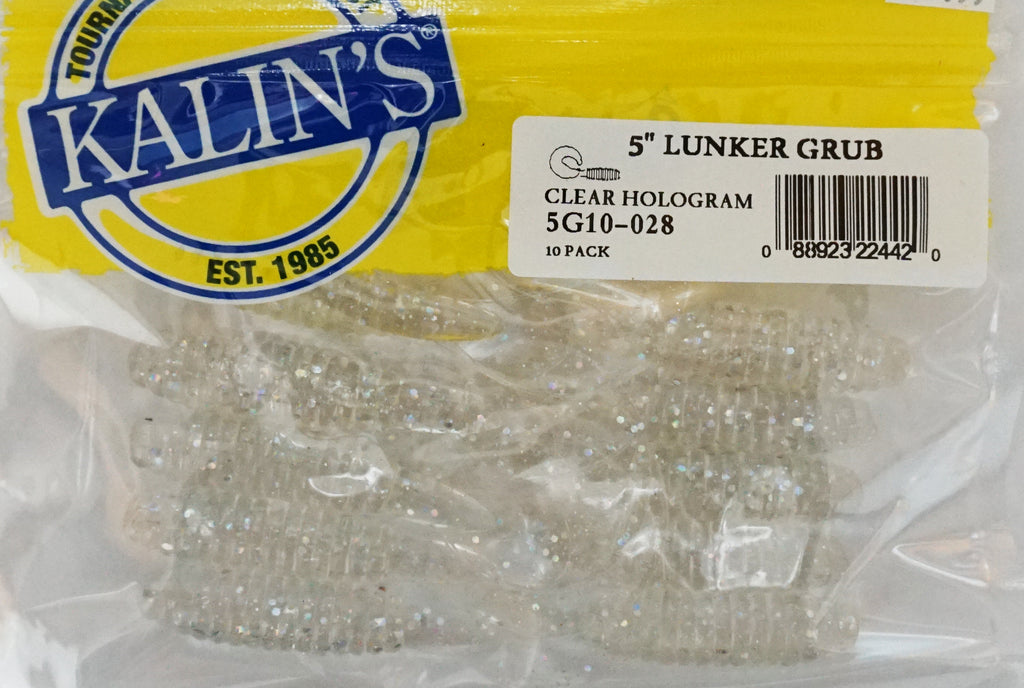 KALIN'S®
EST. 1985
5" LUNKER GRUB
CLEAR HOLOGRAM
5G10-028
10 PACK
0 88923 22442 0